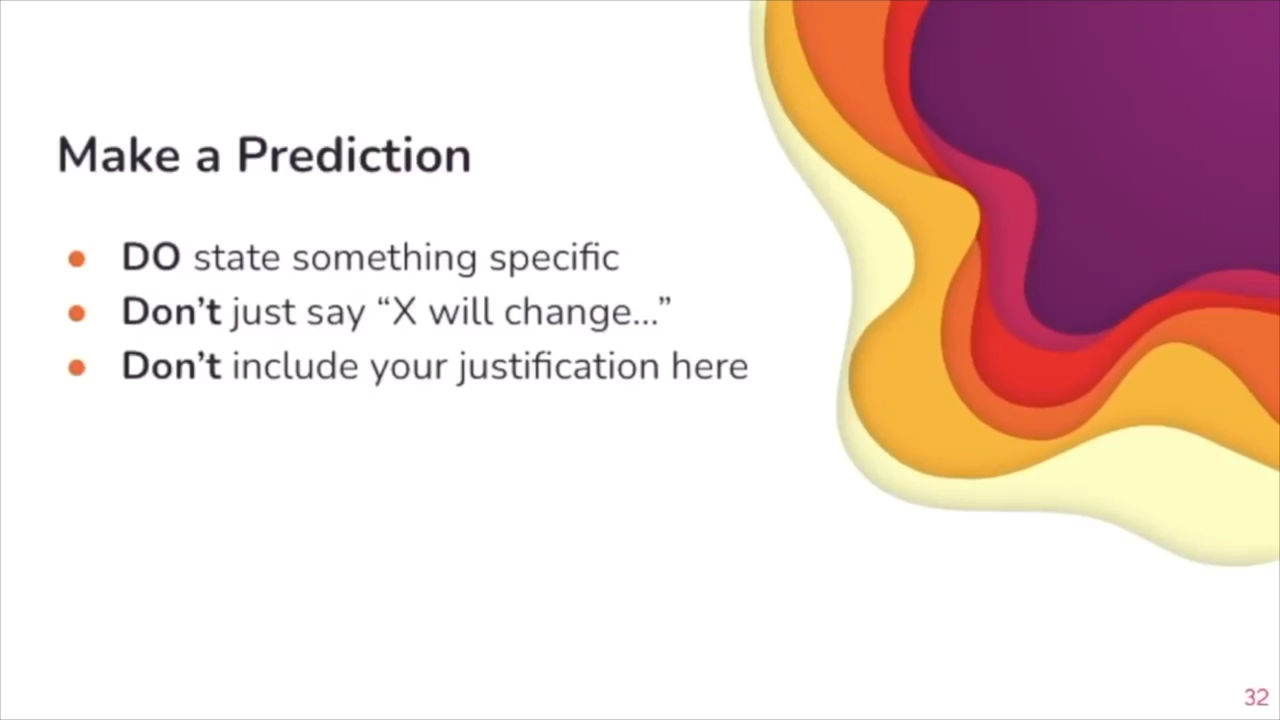 Make a Prediction
● DO state something specific
● Don’t just say “X will change...”
● Don’t include your justification here
32